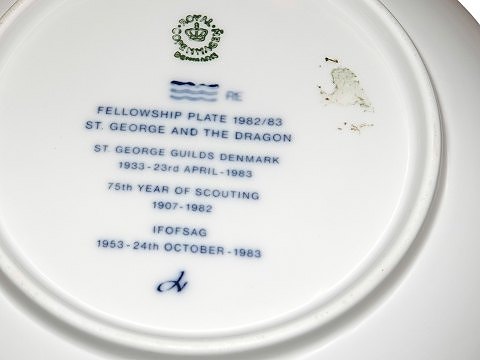 ROYAL
COPENHAGEN
DENMARK
RE
FELLOWSHIP PLATE 1982/83
ST. GEORGE AND THE DRAGON
ST. GEORGE GUILDS DENMARK
1933-23rd APRIL-1983
75th YEAR OF SCOUTING
1907-1982
IFOFSAG
1953-24th OCTOBER-1983